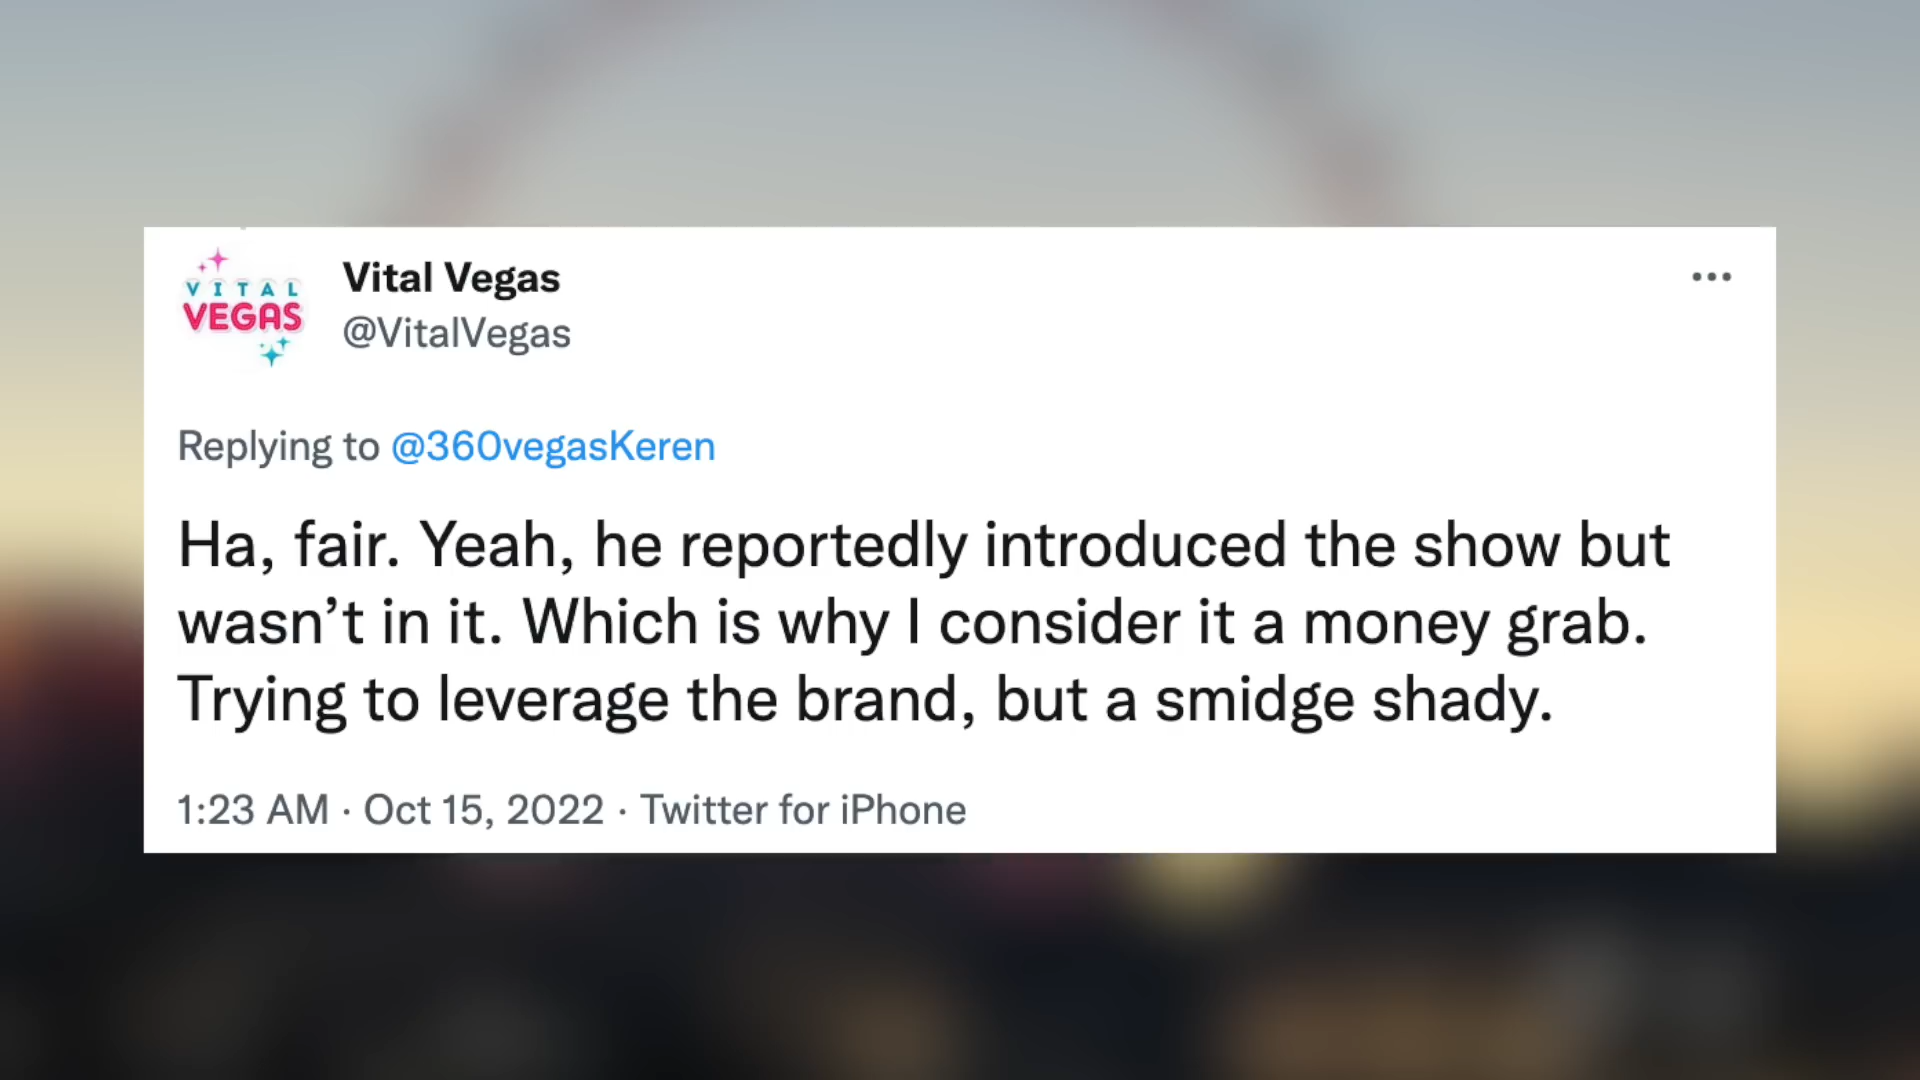 VITAL
VEGAS
Vital Vegas
@VitalVegas
Replying to @360vegasKeren
Ha, fair. Yeah, he reportedly introduced the show but
wasn’t in it. Which is why I consider it a money grab.
Trying to leverage the brand, but a smidge shady.
1:23 AM · Oct 15, 2022 · Twitter for iPhone